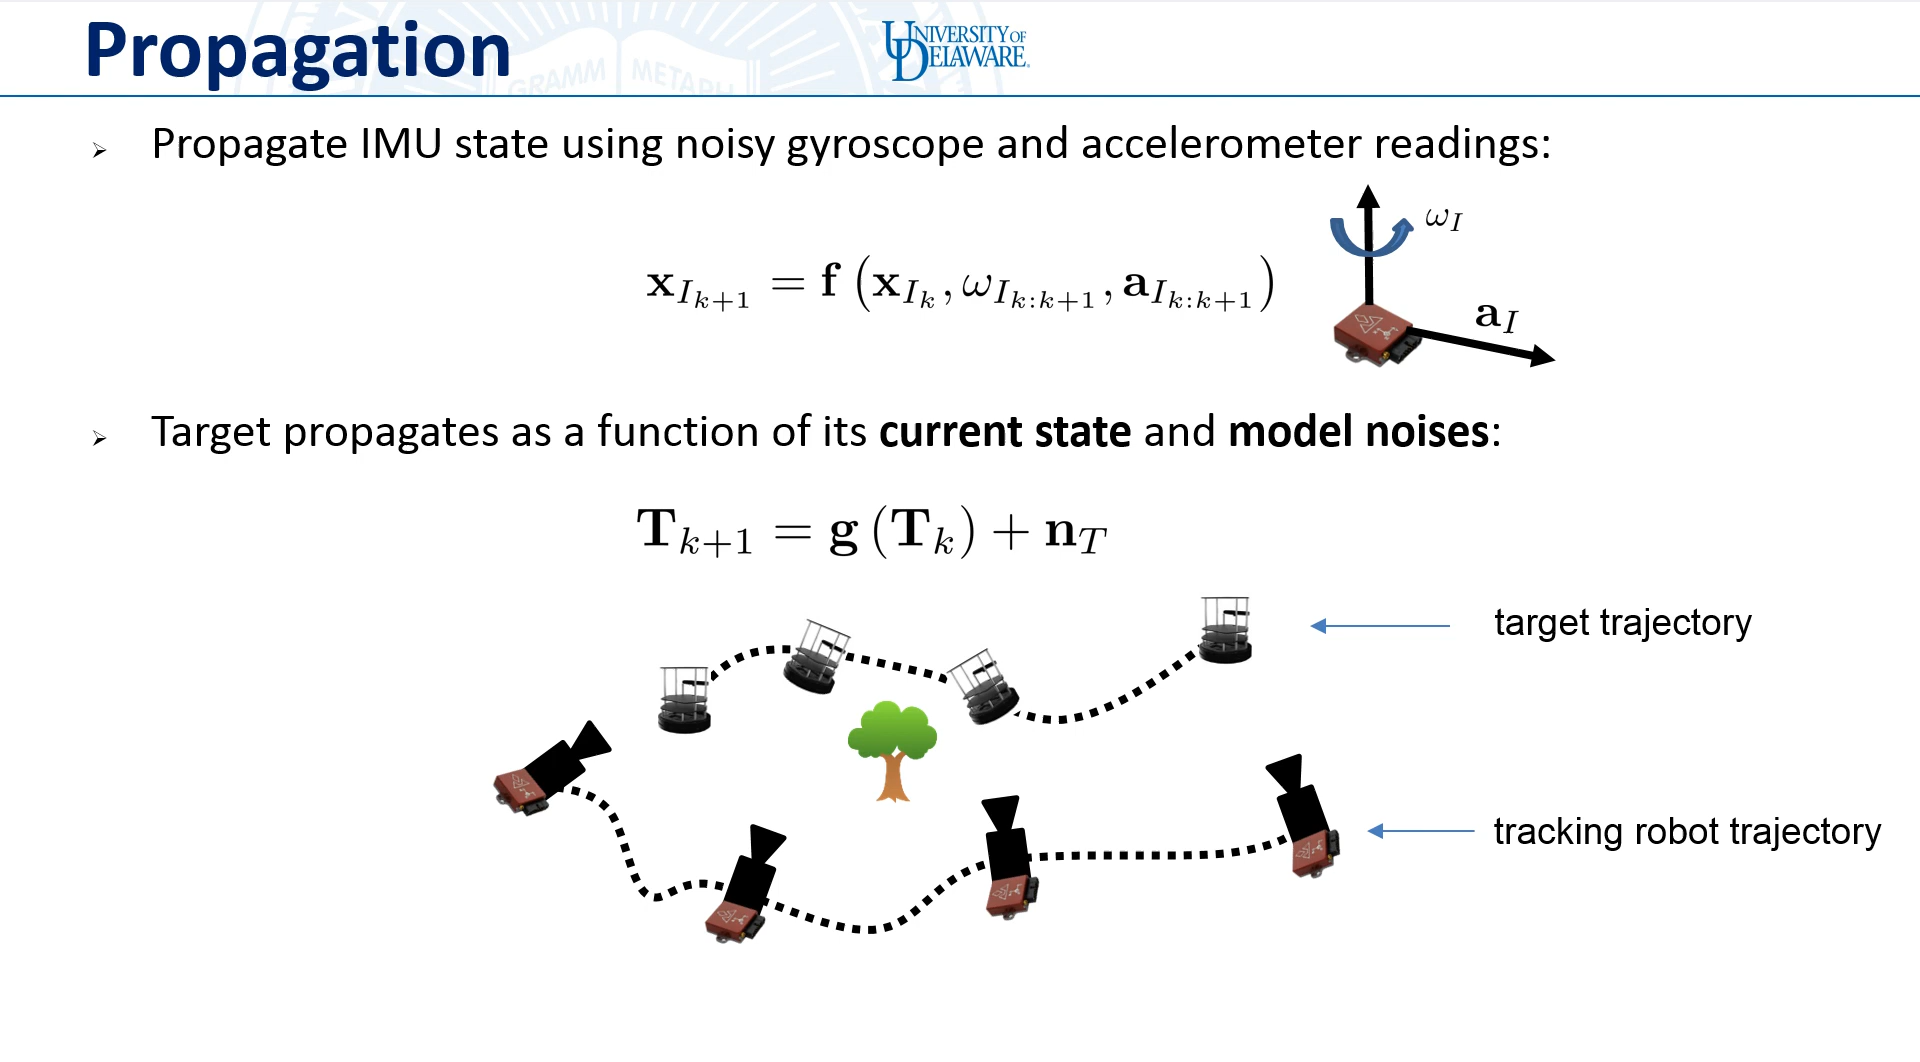 Propagation
UNIVERSITY OF
DELAWARE
GRAMM METAPH
➢ Propagate IMU state using noisy gyroscope and accelerometer readings:
ω_I
𝐱_{I_{k+1}} = 𝐟 (𝐱_{I_k}, ω_{I_{k:k+1}}, 𝐚_{I_{k:k+1}})
𝐚_I
➢ Target propagates as a function of its current state and model noises:
𝐓_{k+1} = 𝐠 (𝐓_k) + 𝐧_T
target trajectory
tracking robot trajectory